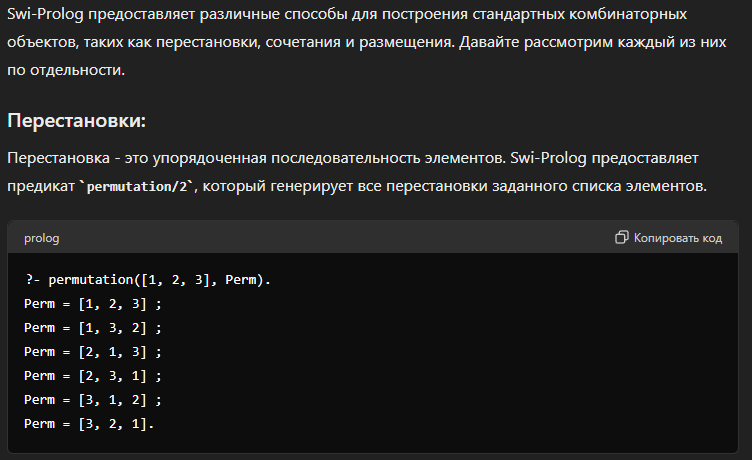 Swi-Prolog предоставляет различные способы для построения стандартных комбинаторных
объектов, таких как перестановки, сочетания и размещения. Давайте рассмотрим каждый из них
по отдельности.
Перестановки:
Перестановка - это упорядоченная последовательность элементов. Swi-Prolog предоставляет
предикат `permutation/2`, который генерирует все перестановки заданного списка элементов.
prolog
Копировать код
?- permutation([1, 2, 3], Perm).
Perm = [1, 2, 3] ;
Perm = [1, 3, 2] ;
Perm = [2, 1, 3] ;
Perm = [2, 3, 1] ;
Perm = [3, 1, 2] ;
Perm = [3, 2, 1].